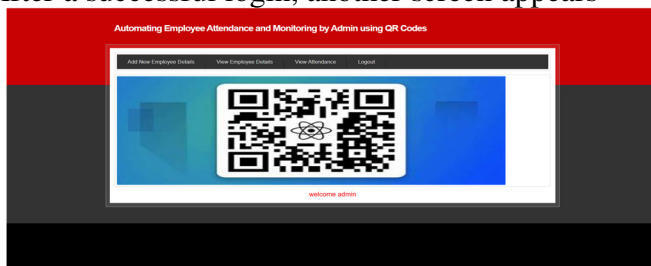 after a successful login, another screen appears
Automating Employee Attendance and Monitoring by Admin using QR Codes
Add New Employee Details View Employee Details View Attendance Logout
welcome admin